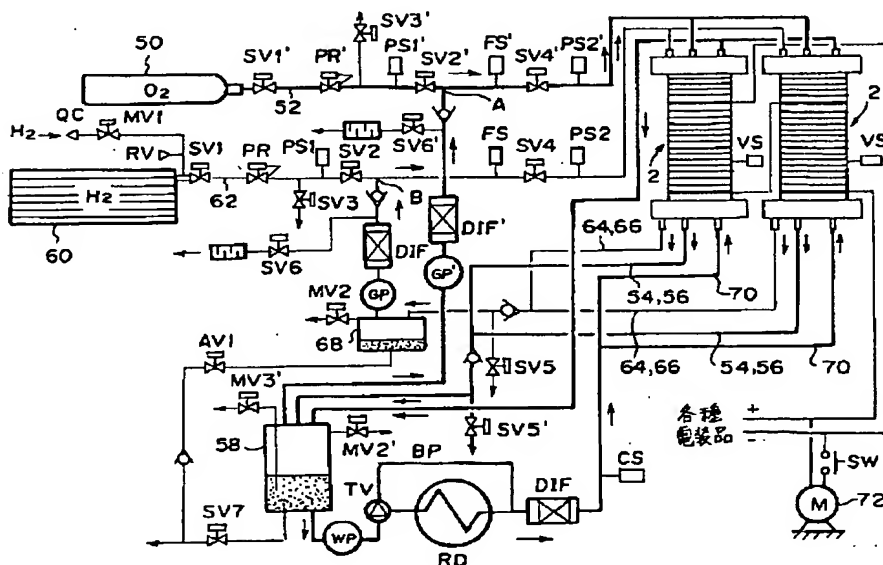 50
O₂
SV1'
PR'
52
SV3'
PS1'
SV2'
FS'
SV4'
PS2'
A
H₂
QC
MV1
RV
SV1
PR
PS1
SV2
SV6'
FS
SV4
PS2
H₂
62
60
SV3
B
SV6
DIF
DIF'
GP
GP'
MV2
68
AV1
MV3'
58
MV2'
SV7
TV
BP
WP
RD
DIF
CS
SV5
SV5'
2
2
VS
VS
64,66
54,56
70
64,66
54,56
70
各種
電装品
+
−
SW
M
72